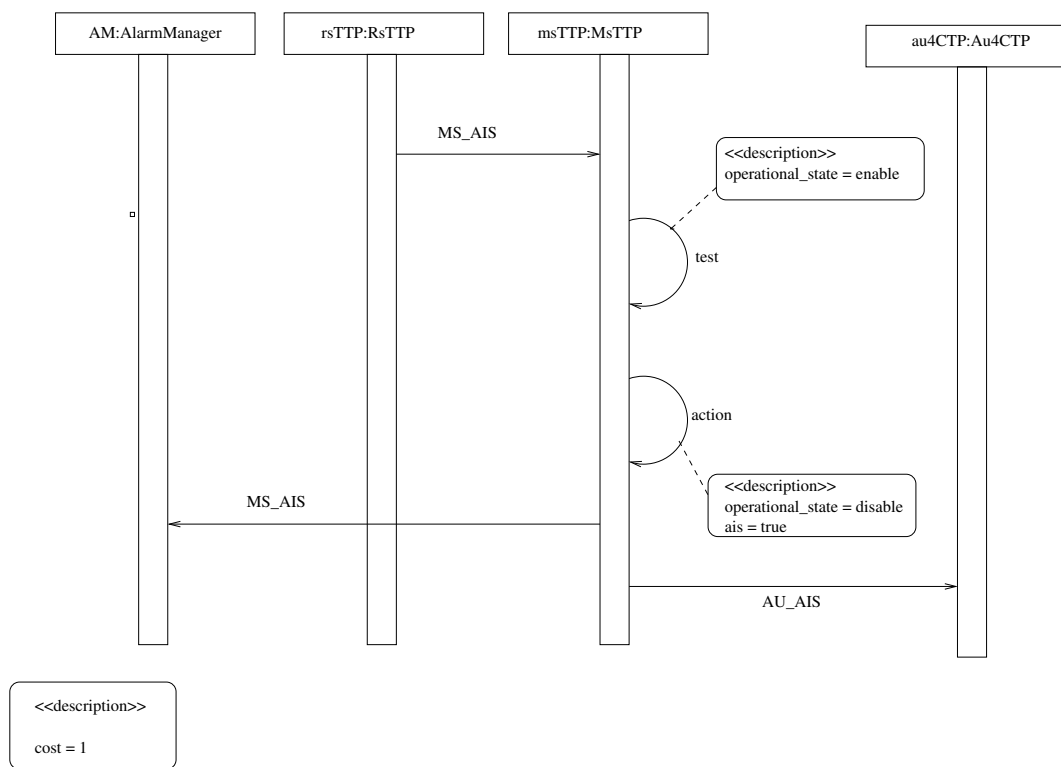 AM:AlarmManager
rsTTP:RsTTP
msTTP:MsTTP
au4CTP:Au4CTP
MS_AIS
<<description>>
operational_state = enable
test
action
<<description>>
operational_state = disable
ais = true
MS_AIS
AU_AIS
<<description>>
cost = 1